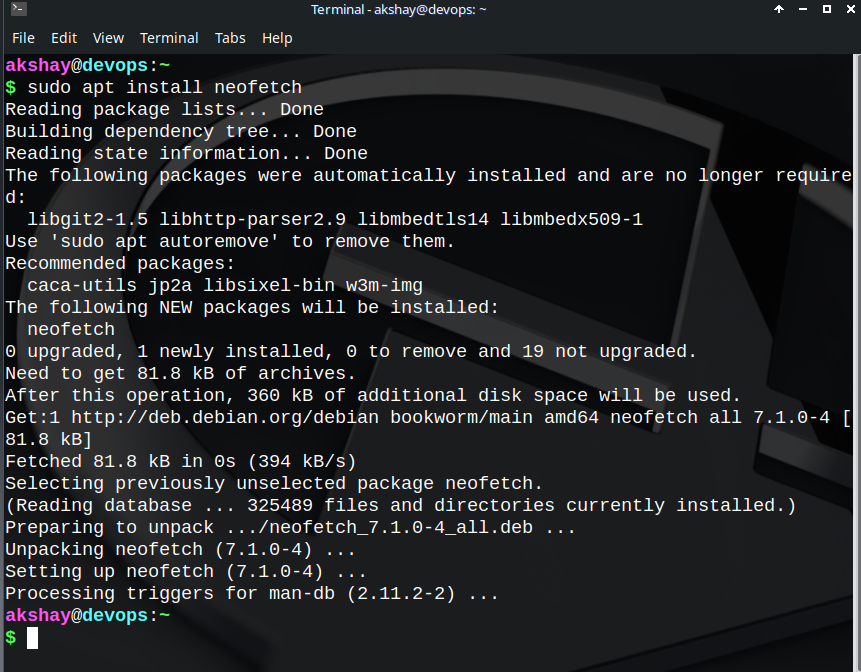 Terminal - akshay@devops: ~
File Edit View Terminal Tabs Help
akshay@devops:~
$ sudo apt install neofetch
Reading package lists... Done
Building dependency tree... Done
Reading state information... Done
The following packages were automatically installed and are no longer require
d:
  libgit2-1.5 libhttp-parser2.9 libmbedtls14 libmbedx509-1
Use 'sudo apt autoremove' to remove them.
Recommended packages:
  caca-utils jp2a libsixel-bin w3m-img
The following NEW packages will be installed:
  neofetch
0 upgraded, 1 newly installed, 0 to remove and 19 not upgraded.
Need to get 81.8 kB of archives.
After this operation, 360 kB of additional disk space will be used.
Get:1 http://deb.debian.org/debian bookworm/main amd64 neofetch all 7.1.0-4 [
81.8 kB]
Fetched 81.8 kB in 0s (394 kB/s)
Selecting previously unselected package neofetch.
(Reading database ... 325489 files and directories currently installed.)
Preparing to unpack .../neofetch_7.1.0-4_all.deb ...
Unpacking neofetch (7.1.0-4) ...
Setting up neofetch (7.1.0-4) ...
Processing triggers for man-db (2.11.2-2) ...
akshay@devops:~
$